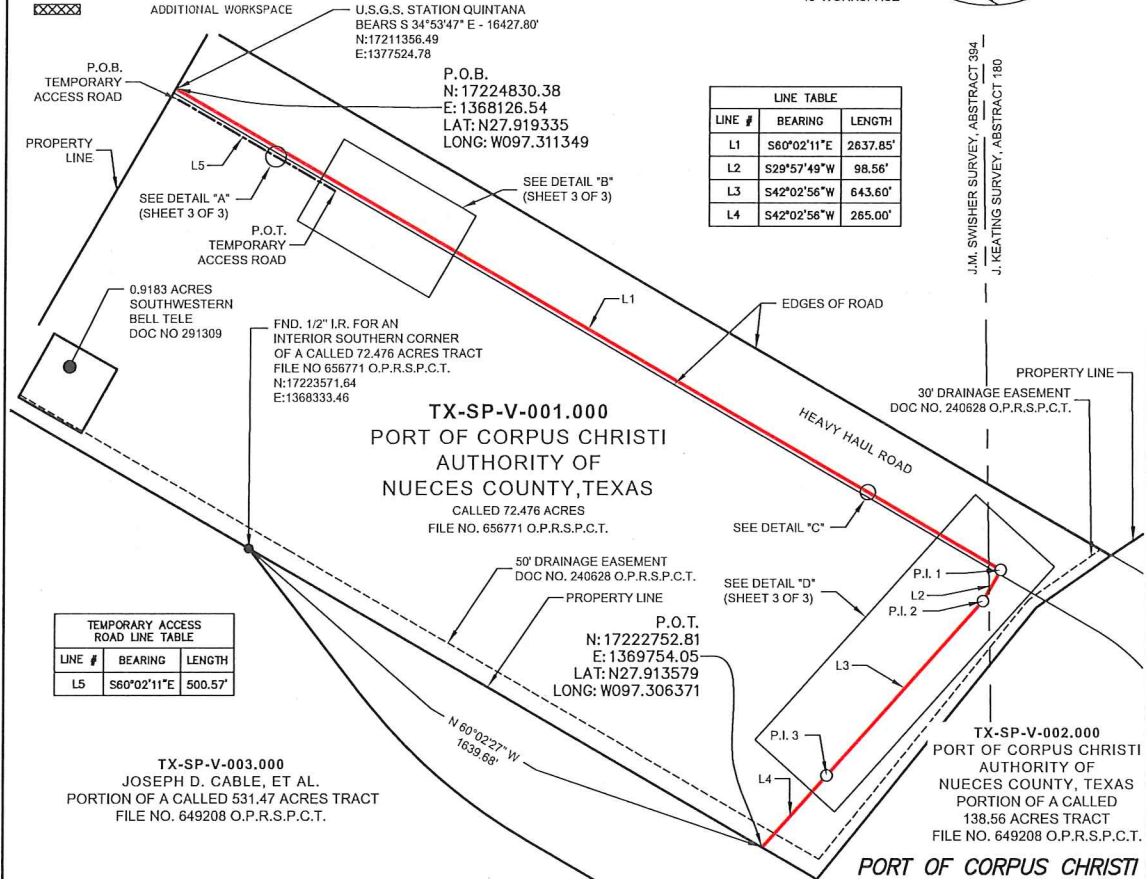 ADDITIONAL WORKSPACE
U.S.G.S. STATION QUINTANA
BEARS S 34°53'47" E - 16427.80'
N:17211356.49
E:1377524.78
P.O.B.
TEMPORARY
ACCESS ROAD
P.O.B.
N: 17224830.38
E: 1368126.54
LAT: N27.919335
LONG: W097.311349
LINE TABLE
LINE # BEARING LENGTH
L1 S60°02'11"E 2637.85'
L2 S29°57'49"W 98.56'
L3 S42°02'56"W 643.60'
L4 S42°02'56"W 265.00'
J.M. SWISHER SURVEY, ABSTRACT 394
J. KEATING SURVEY, ABSTRACT 180
PROPERTY
LINE
L5
SEE DETAIL "A"
(SHEET 3 OF 3)
SEE DETAIL "B"
(SHEET 3 OF 3)
P.O.T.
TEMPORARY
ACCESS ROAD
0.9183 ACRES
SOUTHWESTERN
BELL TELE
DOC NO 291309
FND. 1/2" I.R. FOR AN
INTERIOR SOUTHERN CORNER
OF A CALLED 72.476 ACRES TRACT
FILE NO 656771 O.P.R.S.P.C.T.
N:17223571.64
E:1368333.46
L1
EDGES OF ROAD
PROPERTY LINE
30' DRAINAGE EASEMENT
DOC NO. 240628 O.P.R.S.P.C.T.
HEAVY HAUL ROAD
TX-SP-V-001.000
PORT OF CORPUS CHRISTI
AUTHORITY OF
NUECES COUNTY,TEXAS
CALLED 72.476 ACRES
FILE NO. 656771 O.P.R.S.P.C.T.
SEE DETAIL "C"
50' DRAINAGE EASEMENT
DOC NO. 240628 O.P.R.S.P.C.T.
PROPERTY LINE
SEE DETAIL "D"
(SHEET 3 OF 3)
P.I. 1
L2
P.I. 2
P.O.T.
N: 17222752.81
E: 1369754.05
LAT: N27.913579
LONG: W097.306371
TEMPORARY ACCESS
ROAD LINE TABLE
LINE # BEARING LENGTH
L5 S60°02'11"E 500.57'
L3
N 60°02'27" W
1639.68'
P.I. 3
L4
TX-SP-V-003.000
JOSEPH D. CABLE, ET AL.
PORTION OF A CALLED 531.47 ACRES TRACT
FILE NO. 649208 O.P.R.S.P.C.T.
TX-SP-V-002.000
PORT OF CORPUS CHRISTI
AUTHORITY OF
NUECES COUNTY, TEXAS
PORTION OF A CALLED
138.56 ACRES TRACT
FILE NO. 649208 O.P.R.S.P.C.T.
PORT OF CORPUS CHRISTI